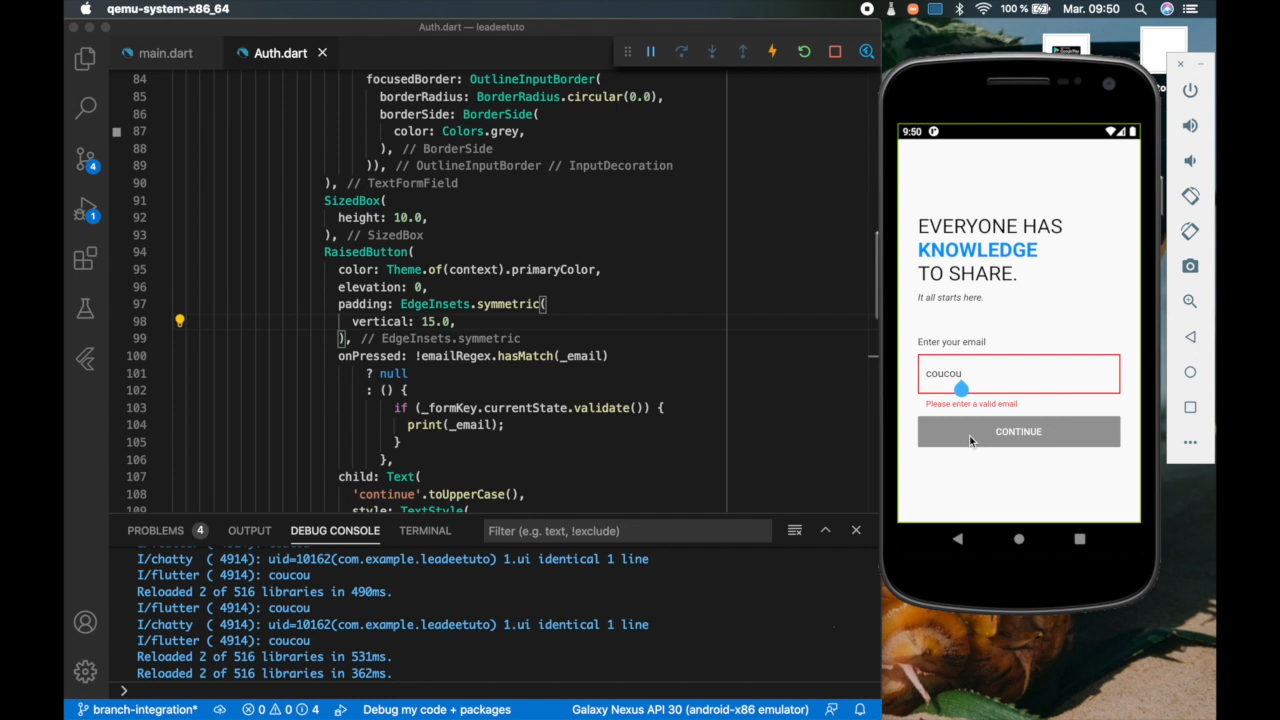 qemu-system-x86_64
100 %
Mar. 09:50
Auth.dart — leadeetuto
main.dart
Auth.dart
84 focusedBorder: OutlineInputBorder(
85 borderRadius: BorderRadius.circular(0.0),
86 borderSide: BorderSide(
87 color: Colors.grey,
88 ), // BorderSide
89 )), // OutlineInputBorder // InputDecoration
90 ), // TextFormField
91 SizedBox(
92 height: 10.0,
93 ), // SizedBox
94 RaisedButton(
95 color: Theme.of(context).primaryColor,
96 elevation: 0,
97 padding: EdgeInsets.symmetric(
98 vertical: 15.0,
99 ), // EdgeInsets.symmetric
100 onPressed: !emailRegex.hasMatch(_email)
101 ? null
102 : () {
103 if (_formKey.currentState.validate()) {
104 print(_email);
105 }
106 },
107 child: Text(
108 'continue'.toUpperCase(),
109 style: TextStyle(
4
1
PROBLEMS 4 OUTPUT DEBUG CONSOLE TERMINAL Filter (e.g. text, !exclude)
I/chatty ( 4914): uid=10162(com.example.leadeetuto) 1.ui identical 1 line
I/flutter ( 4914): coucou
Reloaded 2 of 516 libraries in 490ms.
I/flutter ( 4914): coucou
I/chatty ( 4914): uid=10162(com.example.leadeetuto) 1.ui identical 1 line
I/flutter ( 4914): coucou
Reloaded 2 of 516 libraries in 531ms.
Reloaded 2 of 516 libraries in 362ms.
branch-integration* 0 0 4 Debug my code + packages Galaxy Nexus API 30 (android-x86 emulator)
9:50
EVERYONE HAS
KNOWLEDGE
TO SHARE.
It all starts here.
Enter your email
coucou
Please enter a valid email
CONTINUE